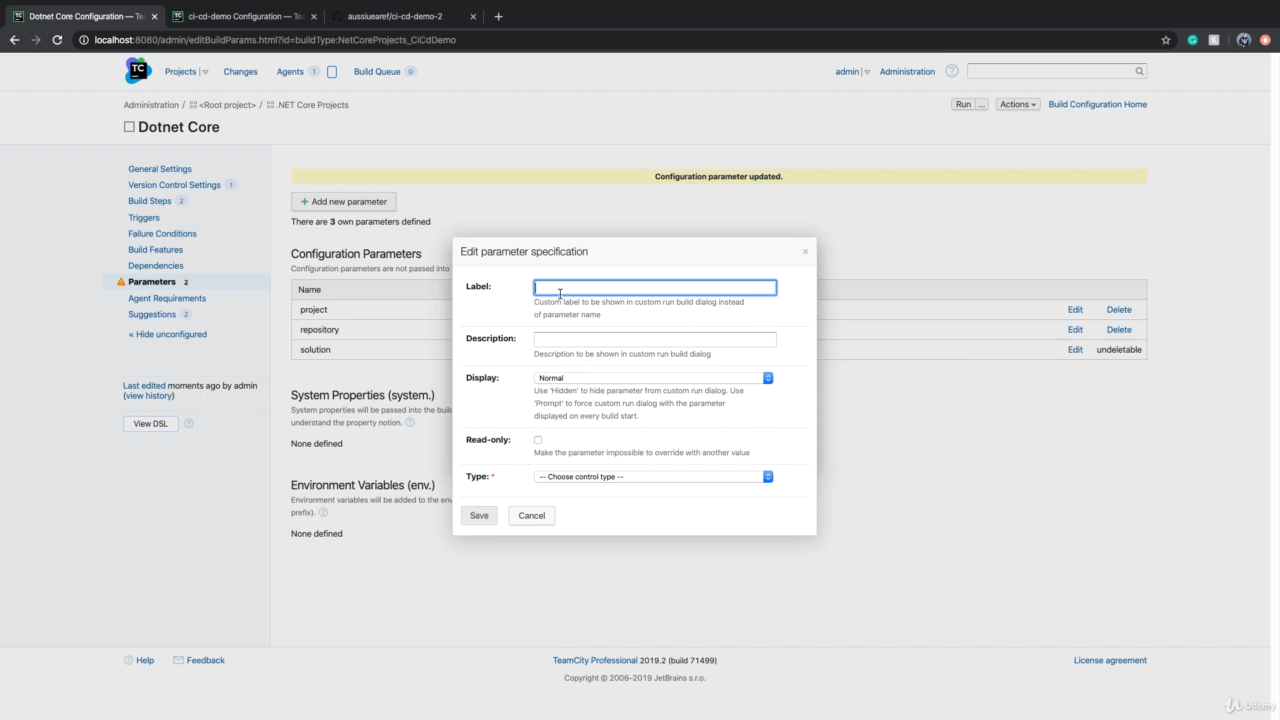 Dotnet Core Configuration — Te
ci-cd-demo Configuration — Tea
aussiuearef/ci-cd-demo-2
localhost:8080/admin/editBuildParams.html?id=buildType:NetCoreProjects_CiCdDemo
TC
Projects
Changes
Agents 1
Build Queue 0
admin
Administration
Administration / <Root project> / .NET Core Projects
Run ...
Actions
Build Configuration Home
Dotnet Core
General Settings
Version Control Settings 1
Build Steps 2
Triggers
Failure Conditions
Build Features
Dependencies
Parameters 2
Agent Requirements
Suggestions 2
« Hide unconfigured
Last edited moments ago by admin
(view history)
View DSL
Configuration parameter updated.
+ Add new parameter
There are 3 own parameters defined
Configuration Parameters
Configuration parameters are not passed into
Name
project Edit Delete
repository Edit Delete
solution Edit undeletable
System Properties (system.)
System properties will be passed into the buil
understand the property notion.
None defined
Environment Variables (env.)
Environment variables will be added to the env
prefix).
None defined
Edit parameter specification
Label:
Custom label to be shown in custom run build dialog instead
of parameter name
Description:
Description to be shown in custom run build dialog
Display: Normal
Use 'Hidden' to hide parameter from custom run dialog. Use
'Prompt' to force custom run dialog with the parameter
displayed on every build start.
Read-only:
Make the parameter impossible to override with another value
Type: * -- Choose control type --
Save
Cancel
Help
Feedback
TeamCity Professional 2019.2 (build 71499)
License agreement
Copyright © 2006–2019 JetBrains s.r.o.
Udemy